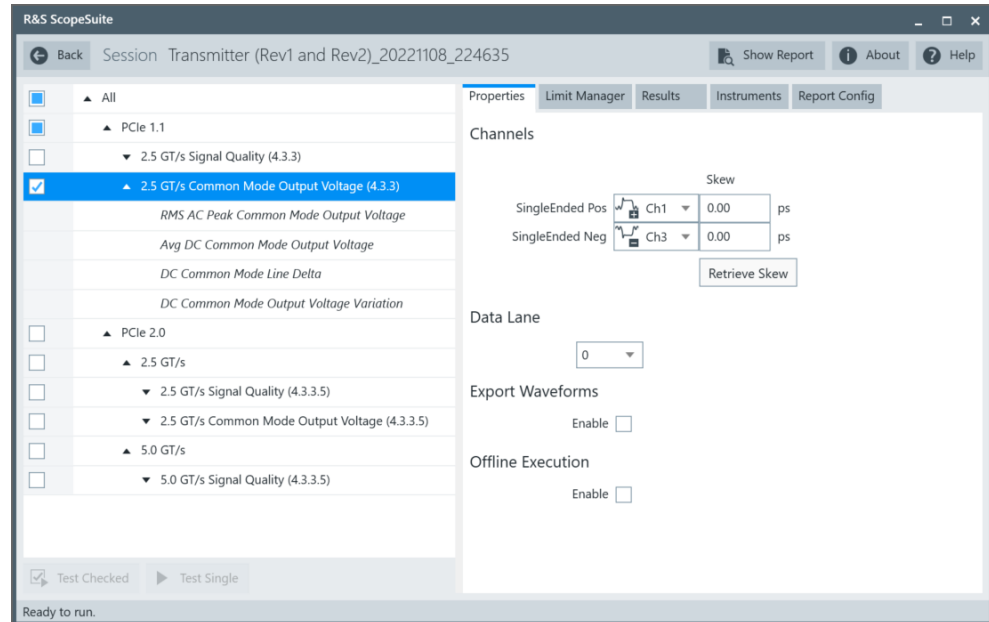 R&S ScopeSuite
Back Session Transmitter (Rev1 and Rev2)_20221108_224635 Show Report About Help
All
PCIe 1.1
2.5 GT/s Signal Quality (4.3.3)
2.5 GT/s Common Mode Output Voltage (4.3.3)
RMS AC Peak Common Mode Output Voltage
Avg DC Common Mode Output Voltage
DC Common Mode Line Delta
DC Common Mode Output Voltage Variation
PCIe 2.0
2.5 GT/s
2.5 GT/s Signal Quality (4.3.3.5)
2.5 GT/s Common Mode Output Voltage (4.3.3.5)
5.0 GT/s
5.0 GT/s Signal Quality (4.3.3.5)
Test Checked Test Single
Properties Limit Manager Results Instruments Report Config
Channels
Skew
SingleEnded Pos Ch1 0.00 ps
SingleEnded Neg Ch3 0.00 ps
Retrieve Skew
Data Lane
0
Export Waveforms
Enable
Offline Execution
Enable
Ready to run.